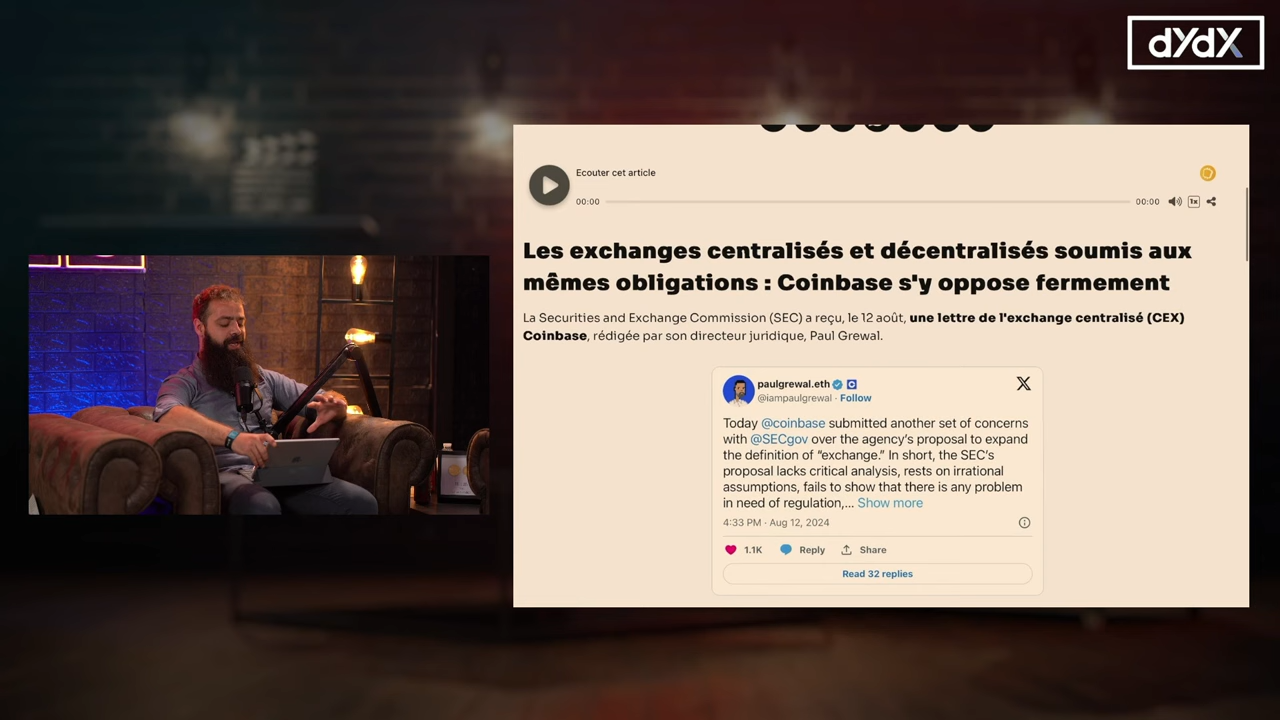 dYdX
Ecouter cet article
00:00
00:00
1x
Les exchanges centralisés et décentralisés soumis aux
mêmes obligations : Coinbase s'y oppose fermement
La Securities and Exchange Commission (SEC) a reçu, le 12 août, une lettre de l'exchange centralisé (CEX)
Coinbase, rédigée par son directeur juridique, Paul Grewal.
paulgrewal.eth
@iampaulgrewal · Follow
Today @coinbase submitted another set of concerns
with @SECgov over the agency's proposal to expand
the definition of “exchange.” In short, the SEC's
proposal lacks critical analysis, rests on irrational
assumptions, fails to show that there is any problem
in need of regulation,... Show more
4:33 PM · Aug 12, 2024
1.1K
Reply
Share
Read 32 replies